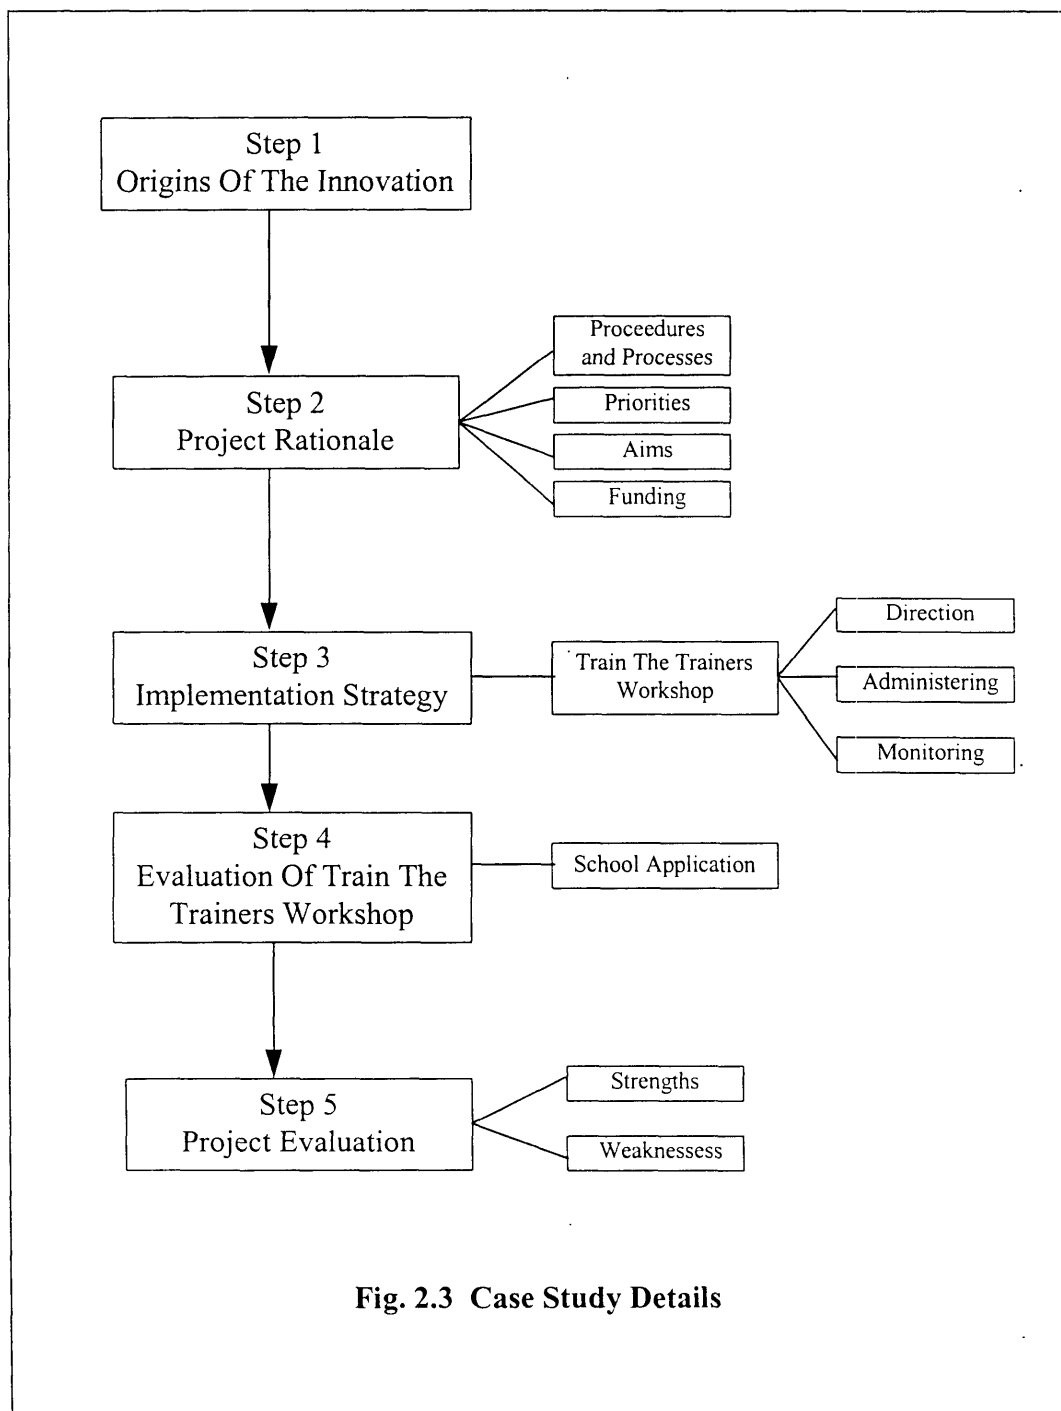 Step 1
Origins Of The Innovation
Step 2
Project Rationale
Proceedures
and Processes
Priorities
Aims
Funding
Step 3
Implementation Strategy
Train The Trainers
Workshop
Direction
Administering
Monitoring
Step 4
Evaluation Of Train The
Trainers Workshop
School Application
Step 5
Project Evaluation
Strengths
Weaknessess
Fig. 2.3 Case Study Details